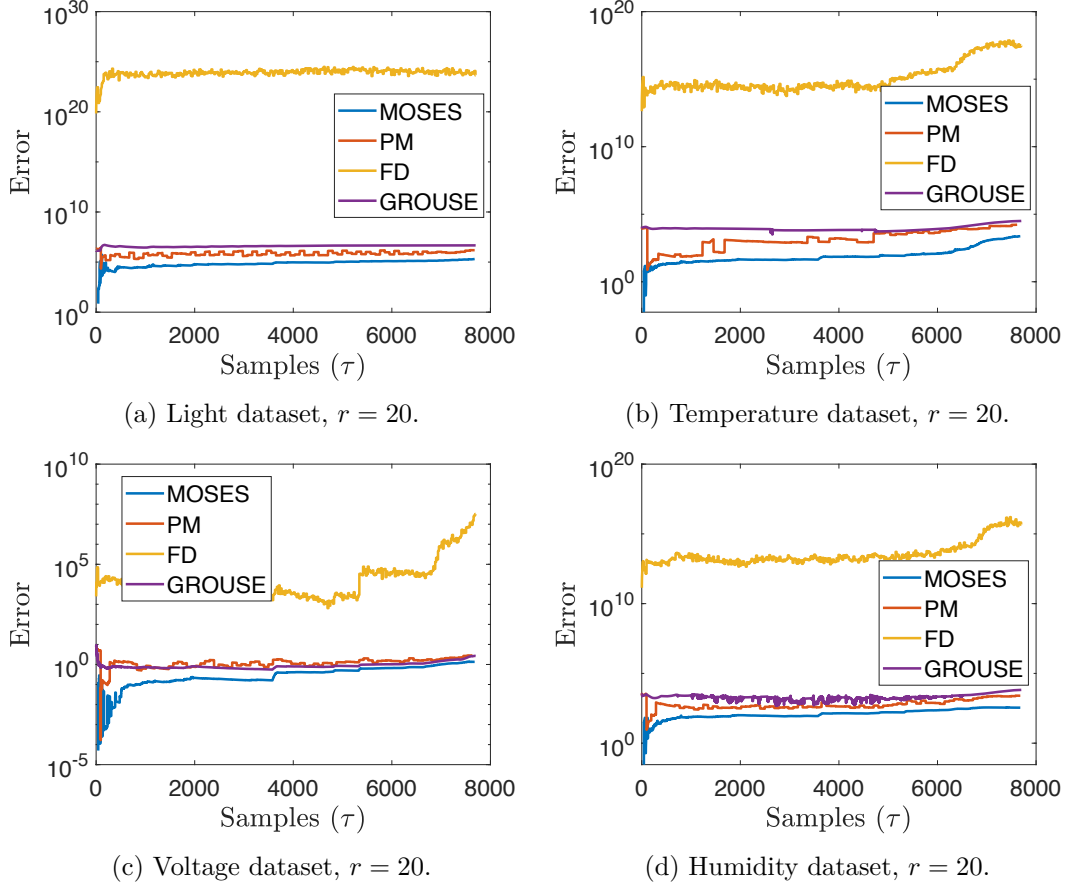 10^30
10^20
10^10
10^0
Error
MOSES
PM
FD
GROUSE
0 2000 4000 6000 8000
Samples (τ)
(a) Light dataset, r = 20.
10^20
10^10
10^0
Error
MOSES
PM
FD
GROUSE
0 2000 4000 6000 8000
Samples (τ)
(b) Temperature dataset, r = 20.
10^10
10^5
10^0
10^-5
Error
MOSES
PM
FD
GROUSE
0 2000 4000 6000 8000
Samples (τ)
(c) Voltage dataset, r = 20.
10^20
10^10
10^0
Error
MOSES
PM
FD
GROUSE
0 2000 4000 6000 8000
Samples (τ)
(d) Humidity dataset, r = 20.